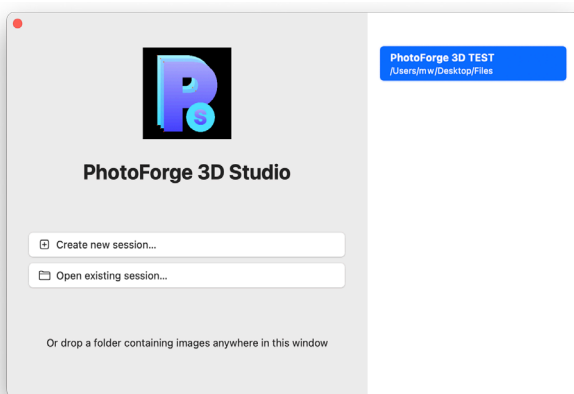 PS
PhotoForge 3D Studio
Create new session...
Open existing session...
Or drop a folder containing images anywhere in this window
PhotoForge 3D TEST
/Users/mw/Desktop/Files